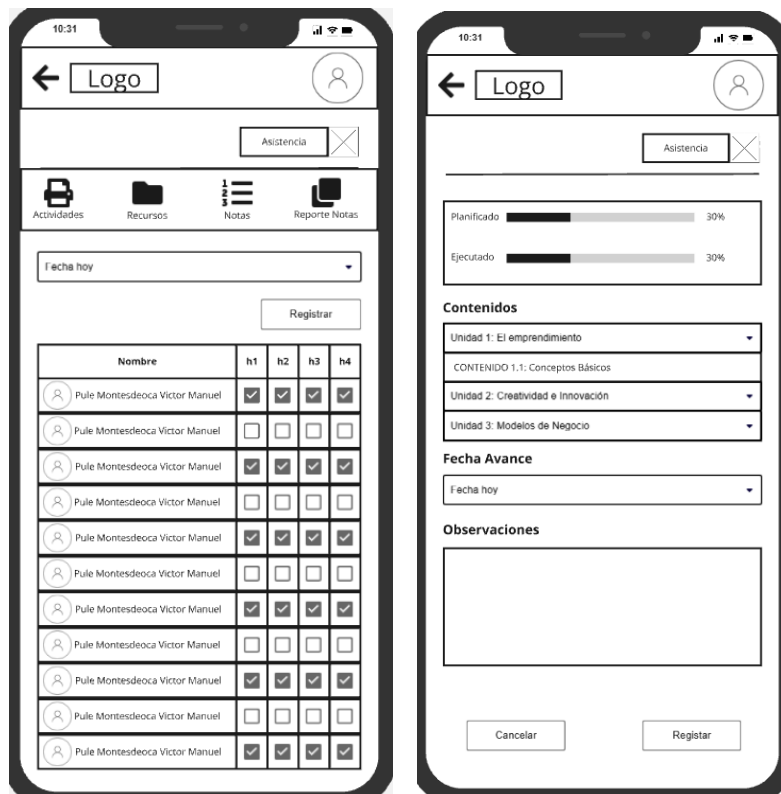 10:31
Logo
Asistencia
Actividades Recursos Notas Reporte Notas
Fecha hoy
Registrar
Nombre h1 h2 h3 h4
Pule Montesdeoca Victor Manuel
Pule Montesdeoca Victor Manuel
Pule Montesdeoca Victor Manuel
Pule Montesdeoca Victor Manuel
Pule Montesdeoca Victor Manuel
Pule Montesdeoca Victor Manuel
Pule Montesdeoca Victor Manuel
Pule Montesdeoca Victor Manuel
Pule Montesdeoca Victor Manuel
Pule Montesdeoca Victor Manuel
Pule Montesdeoca Victor Manuel
10:31
Logo
Asistencia
Planificado 30%
Ejecutado 30%
Contenidos
Unidad 1: El emprendimiento
CONTENIDO 1.1: Conceptos Básicos
Unidad 2: Creatividad e Innovación
Unidad 3: Modelos de Negocio
Fecha Avance
Fecha hoy
Observaciones
Cancelar Registar